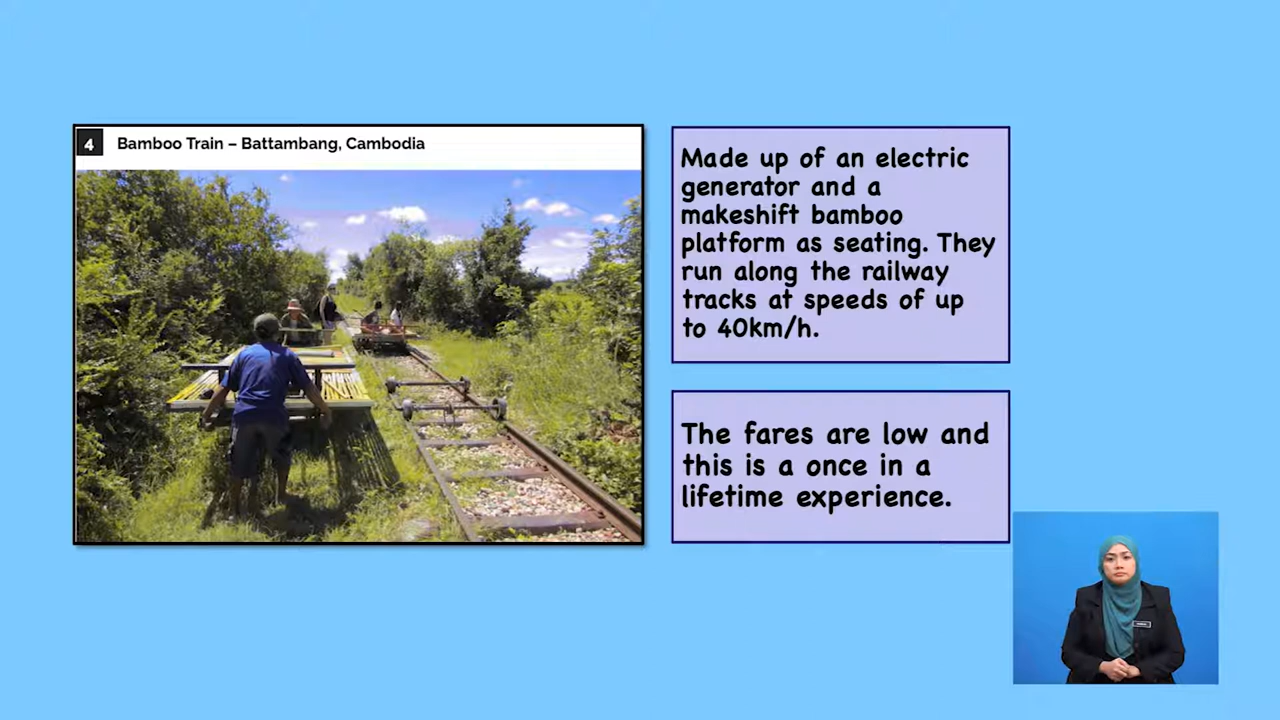 4
Bamboo Train – Battambang, Cambodia
Made up of an electric
generator and a
makeshift bamboo
platform as seating. They
run along the railway
tracks at speeds of up
to 40km/h.
The fares are low and
this is a once in a
lifetime experience.